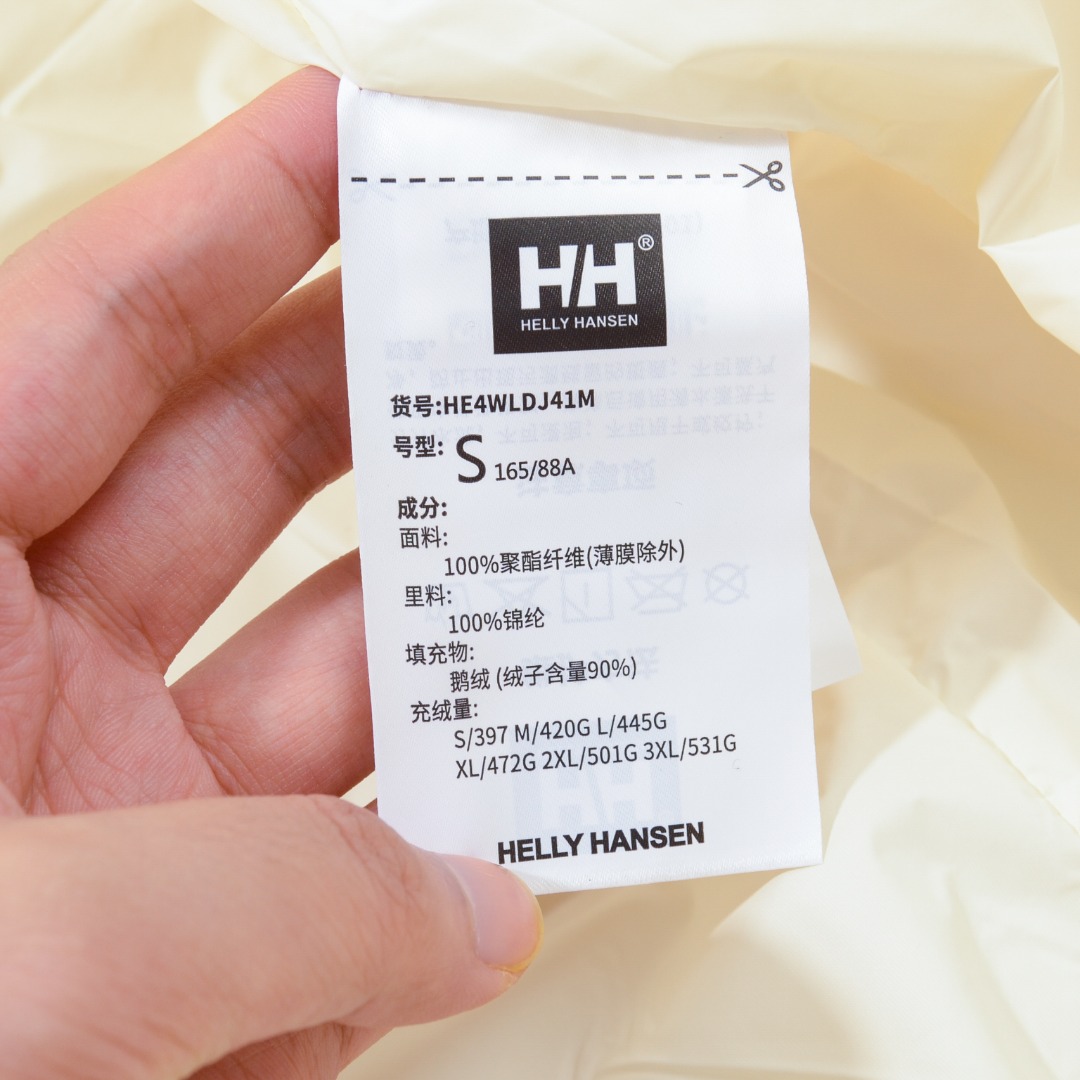 HH®
HELLY HANSEN
货号:HE4WLDJ41M
号型: S 165/88A
成分:
面料:
100%聚酯纤维(薄膜除外)
里料:
100%锦纶
填充物:
鹅绒 (绒子含量90%)
充绒量:
S/397 M/420G L/445G
XL/472G 2XL/501G 3XL/531G
HELLY HANSEN